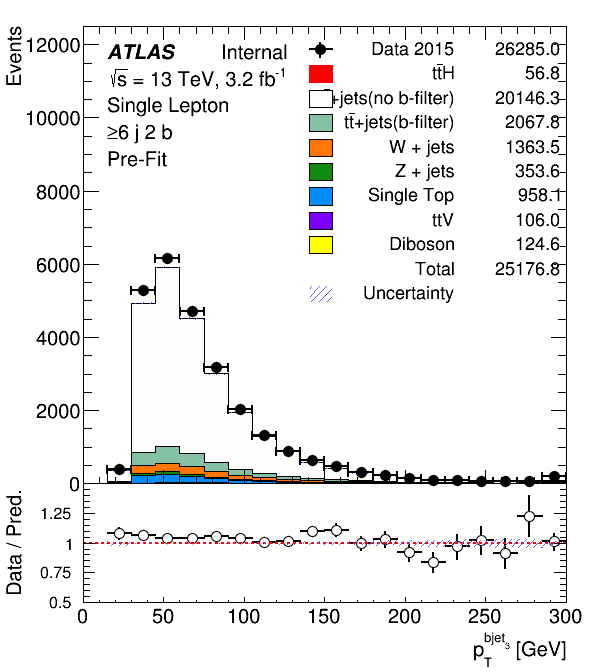 Events
ATLAS Internal
√s = 13 TeV, 3.2 fb-1
Single Lepton
≥6 j 2 b
Pre-Fit
Data 2015 26285.0
tt̄H 56.8
+jets(no b-filter) 20146.3
tt̄+jets(b-filter) 2067.8
W + jets 1363.5
Z + jets 353.6
Single Top 958.1
ttV 106.0
Diboson 124.6
Total 25176.8
Uncertainty
12000
10000
8000
6000
4000
2000
0
Data / Pred.
1.25
1
0.75
0.5
0 50 100 150 200 250 300
pT bjet3 [GeV]